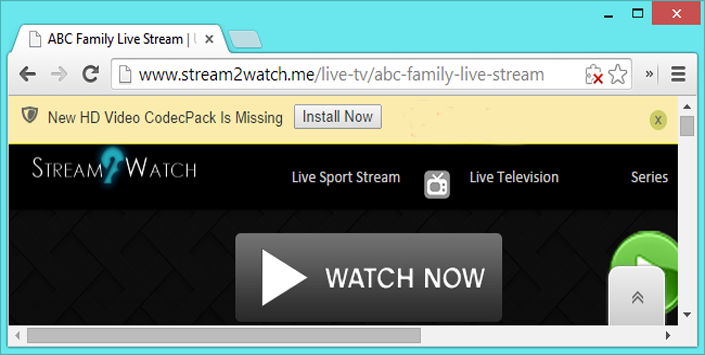 ABC Family Live Stream | U
www.stream2watch.me/live-tv/abc-family-live-stream
New HD Video CodecPack Is Missing Install Now x
STREAM2WATCH
Live Sport Stream Live Television Series
WATCH NOW